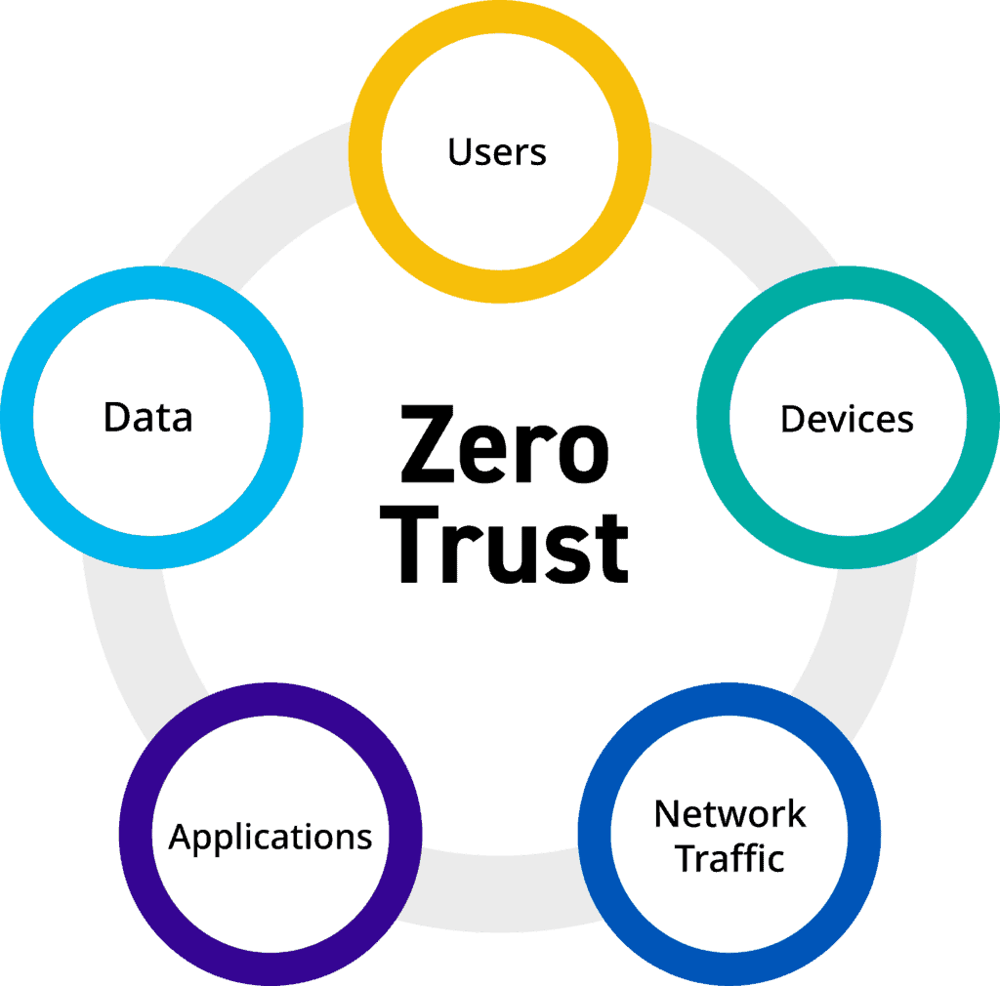 Users
Data
Devices
Zero
Trust
Applications
Network
Traffic